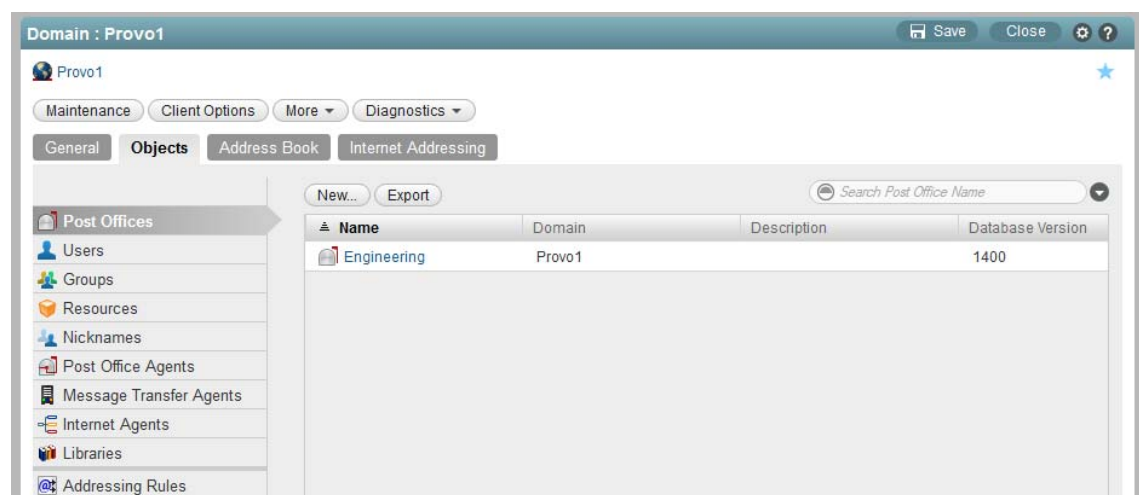 Domain : Provo1 Save Close ?
Provo1
Maintenance Client Options More Diagnostics
General Objects Address Book Internet Addressing
New... Export Search Post Office Name
Post Offices
Name Domain Description Database Version
Users
Engineering Provo1 1400
Groups
Resources
Nicknames
Post Office Agents
Message Transfer Agents
Internet Agents
Libraries
Addressing Rules